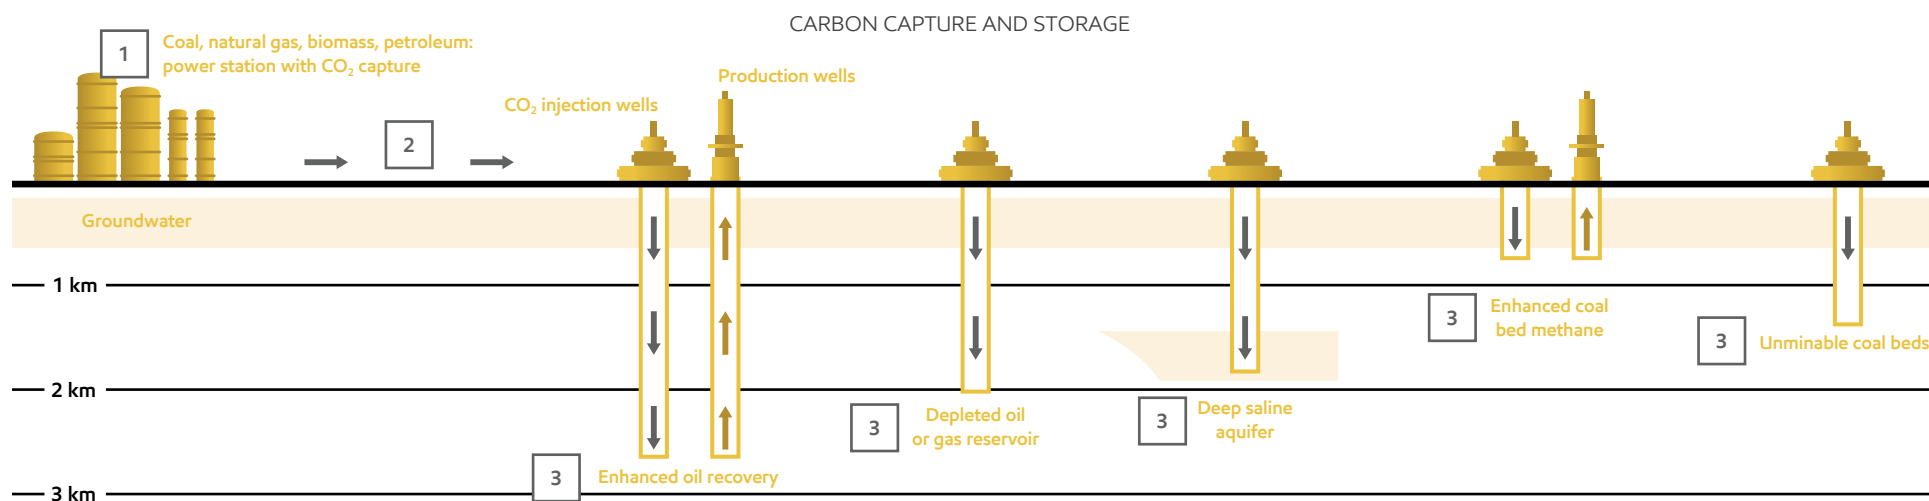 CARBON CAPTURE AND STORAGE
1
Coal, natural gas, biomass, petroleum:
power station with CO₂ capture
2
CO₂ injection wells
Production wells
Groundwater
1 km
2 km
3 km
3
Enhanced oil recovery
3
Depleted oil
or gas reservoir
3
Deep saline
aquifer
3
Enhanced coal
bed methane
3
Unminable coal beds